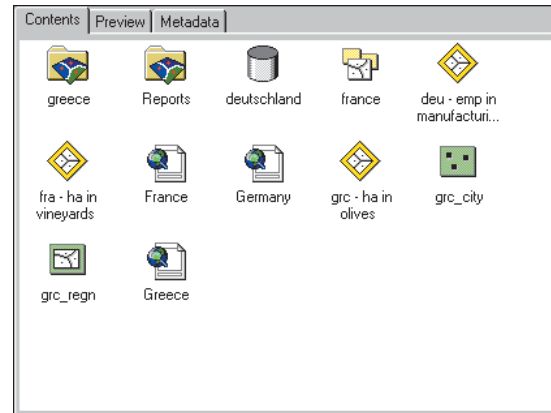 Contents Preview Metadata
greece Reports deutschland france deu - emp in
manufacturi...
fra - ha in France Germany grc - ha in grc_city
vineyards olives
grc_regn Greece